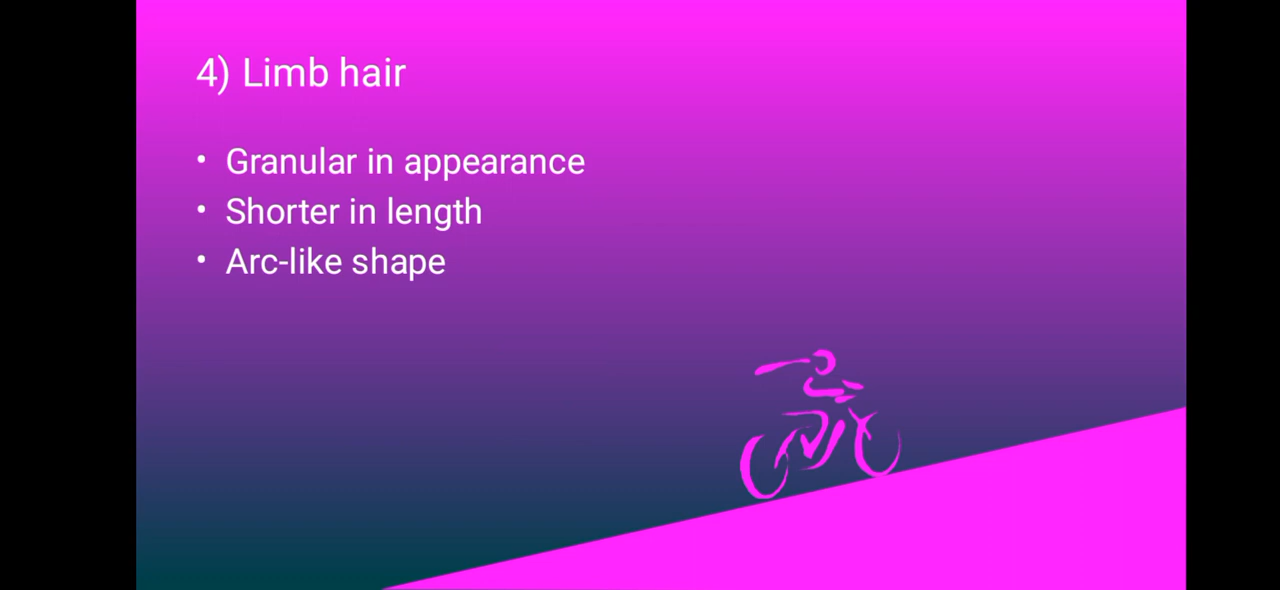 4) Limb hair
• Granular in appearance
• Shorter in length
• Arc-like shape